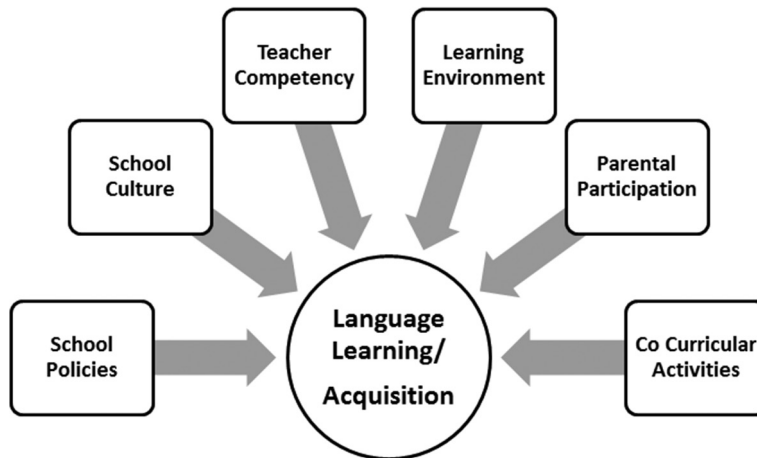 Teacher
Competency
Learning
Environment
School
Culture
Parental
Participation
School
Policies
Language
Learning/
Acquisition
Co Curricular
Activities